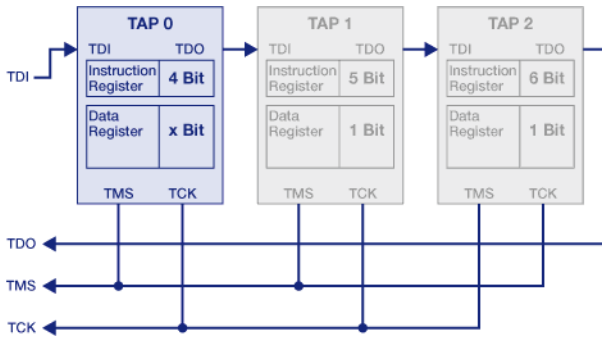 TAP 0
TAP 1
TAP 2
TDI TDO
TDI TDO
TDI TDO
TDI
Instruction
Register
4 Bit
Instruction
Register
5 Bit
Instruction
Register
6 Bit
Data
Register
x Bit
Data
Register
1 Bit
Data
Register
1 Bit
TMS TCK
TMS TCK
TMS TCK
TDO
TMS
TCK